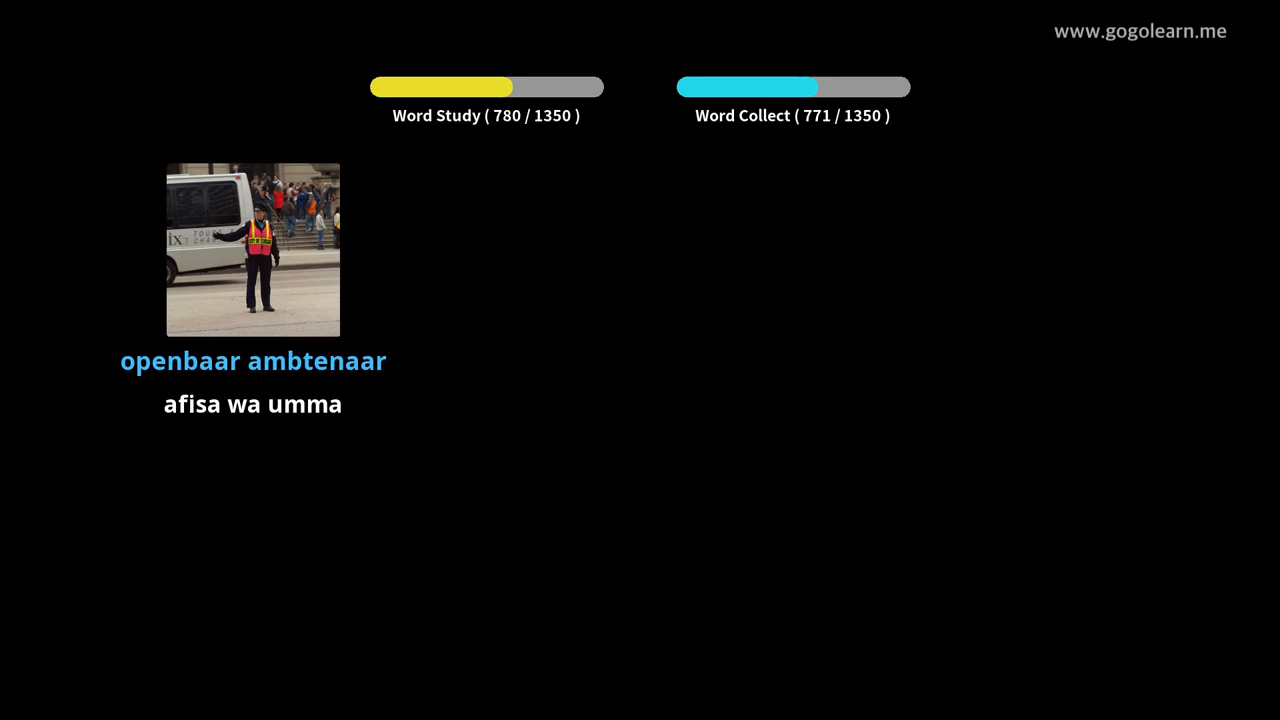 www.gogolearn.me
Word Study ( 780 / 1350 )
Word Collect ( 771 / 1350 )
openbaar ambtenaar
afisa wa umma